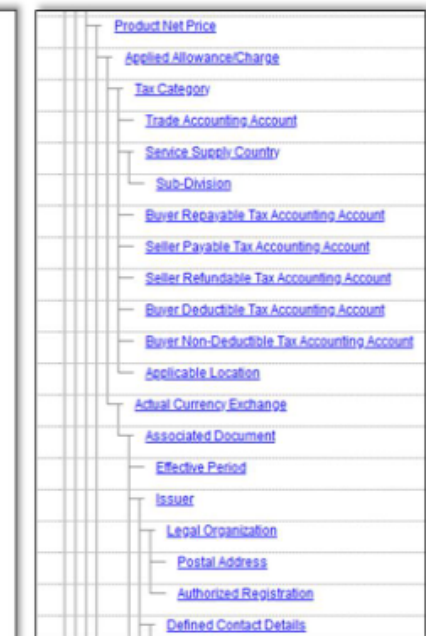 Product Net Price
Applied Allowance/Charge
Tax Category
Trade Accounting Account
Service Supply Country
Sub-Division
Buyer Repayable Tax Accounting Account
Seller Payable Tax Accounting Account
Seller Refundable Tax Accounting Account
Buyer Deductible Tax Accounting Account
Buyer Non-Deductible Tax Accounting Account
Applicable Location
Actual Currency Exchange
Associated Document
Effective Period
Issuer
Legal Organization
Postal Address
Authorized Registration
Defined Contact Details